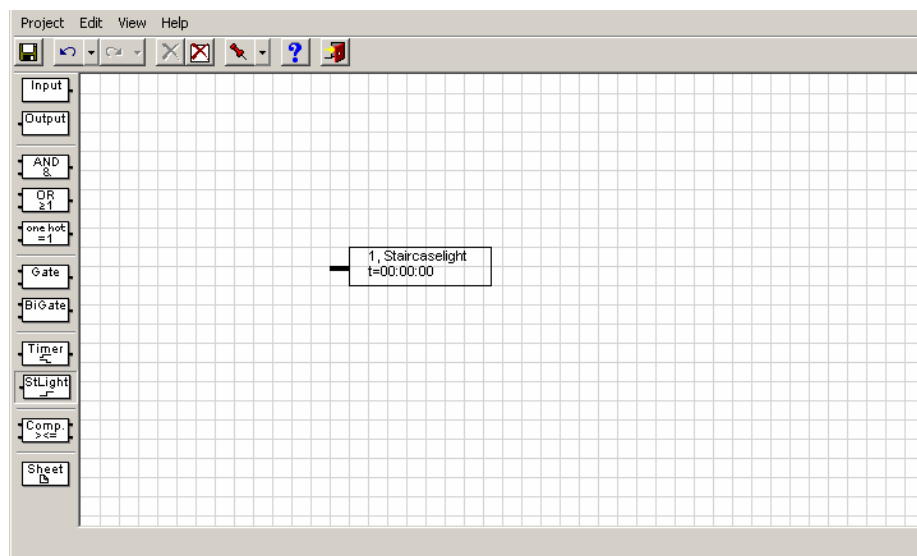 Project Edit View Help
?
Input
Output
AND
&
OR
≥1
one hot
=1
Gate
BiGate
Timer
StLight
Comp.
><=
Sheet
1, Staircaselight
t=00:00:00